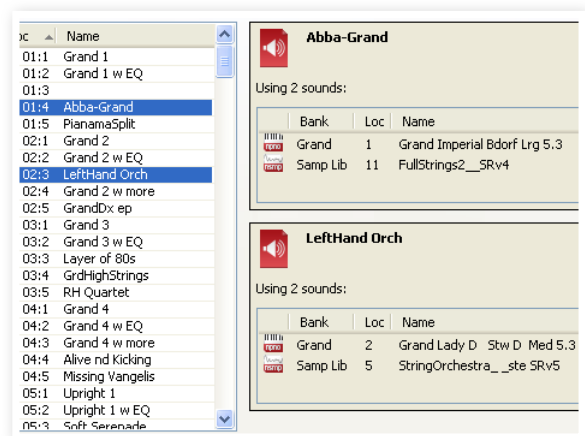 oc Name
01:1 Grand 1
01:2 Grand 1 w EQ
01:3
01:4 Abba-Grand
01:5 PianamaSplit
02:1 Grand 2
02:2 Grand 2 w EQ
02:3 LeftHand Orch
02:4 Grand 2 w more
02:5 GrandDx ep
03:1 Grand 3
03:2 Grand 3 w EQ
03:3 Layer of 80s
03:4 GrdHighStrings
03:5 RH Quartet
04:1 Grand 4
04:2 Grand 4 w EQ
04:3 Grand 4 w more
04:4 Alive nd Kicking
04:5 Missing Vangelis
05:1 Upright 1
05:2 Upright 1 w EQ
05:3 Soft Serenade
Abba-Grand
Using 2 sounds:
Bank Loc Name
npno Grand 1 Grand Imperial Bdorf Lrg 5.3
nsmp Samp Lib 11 FullStrings2__SRv4
LeftHand Orch
Using 2 sounds:
Bank Loc Name
npno Grand 2 Grand Lady D Stw D Med 5.3
nsmp Samp Lib 5 StringOrchestra_ _ste SRv5